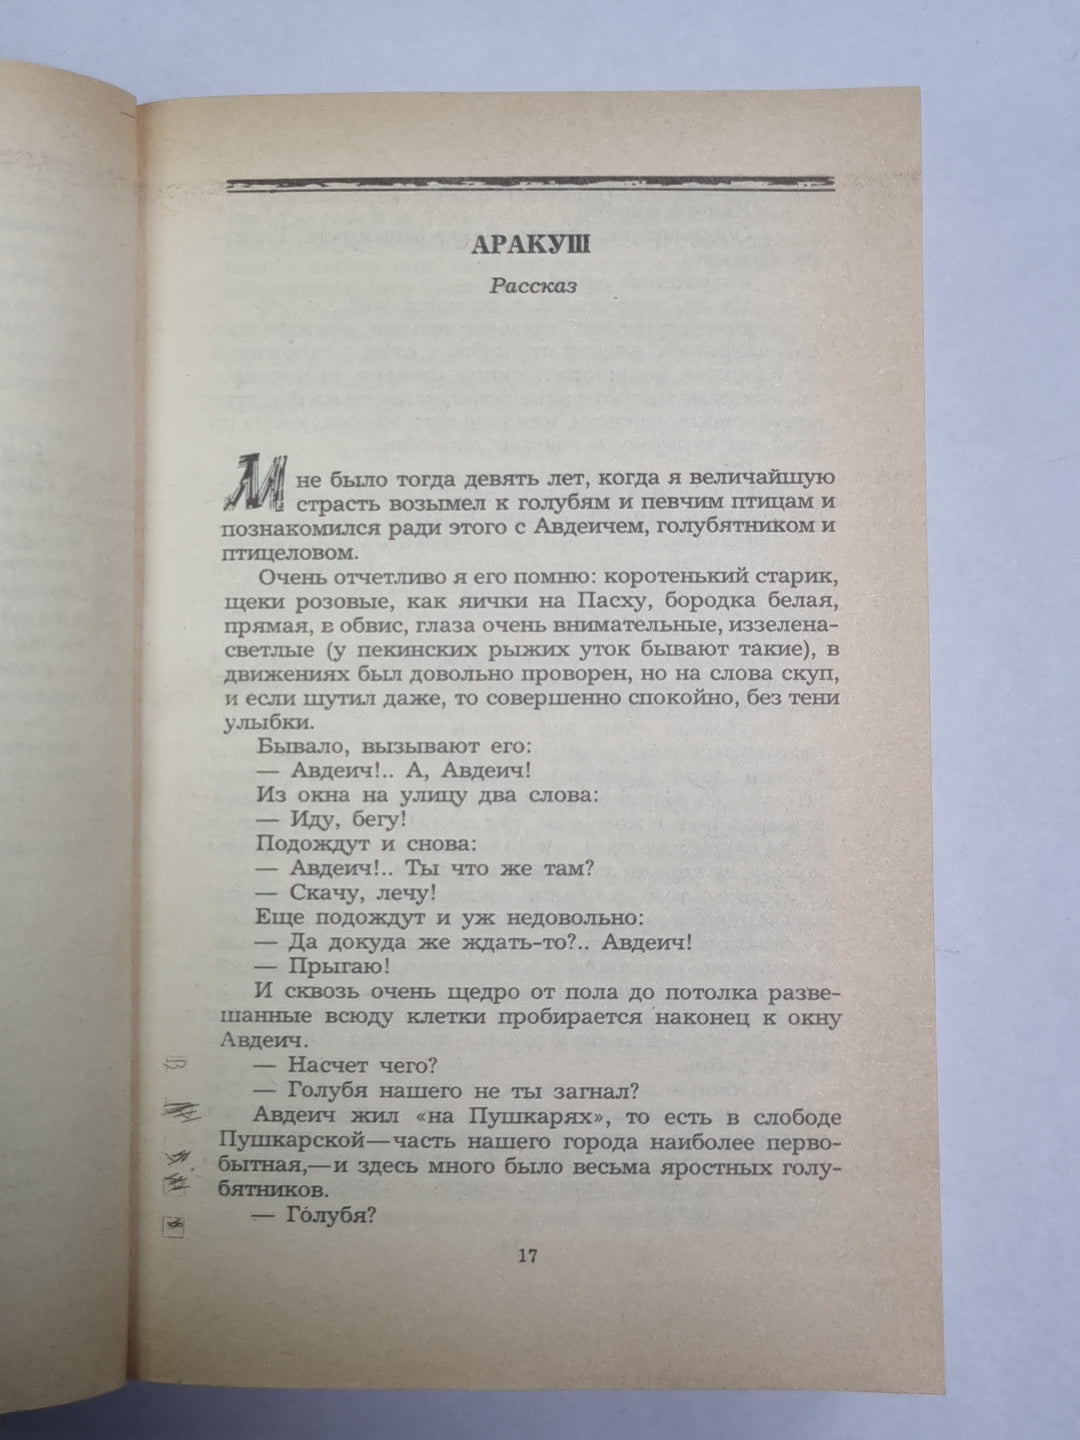 АРАКУШ
Рассказ
Мне было тогда девять лет, когда я величайшую
страсть возымел к голубям и певчим птицам и
познакомился ради этого с Авдеичем, голубятником и
птицеловом.
Очень отчетливо я его помню: коротенький старик,
щеки розовые, как яички на Пасху, бородка белая,
прямая, в обвис, глаза очень внимательные, иззелена-
светлые (у пекинских рыжих уток бывают такие), в
движениях был довольно проворен, но на слова скуп,
и если шутил даже, то совершенно спокойно, без тени
улыбки.
Бывало, вызывают его:
— Авдеич!.. А, Авдеич!
Из окна на улицу два слова:
— Иду, бегу!
Подождут и снова:
— Авдеич!.. Ты что же там?
— Скачу, лечу!
Еще подождут и уж недовольно:
— Да докуда же ждать-то?.. Авдеич!
— Прыгаю!
И сквозь очень щедро от пола до потолка разве-
шанные всюду клетки пробирается наконец к окну
Авдеич.
— Насчет чего?
— Голубя нашего не ты загнал?
Авдеич жил «на Пушкарях», то есть в слободе
Пушкарской—часть нашего города наиболее перво-
бытная,—и здесь много было весьма яростных голу-
бятников.
— Го́лубя?
17